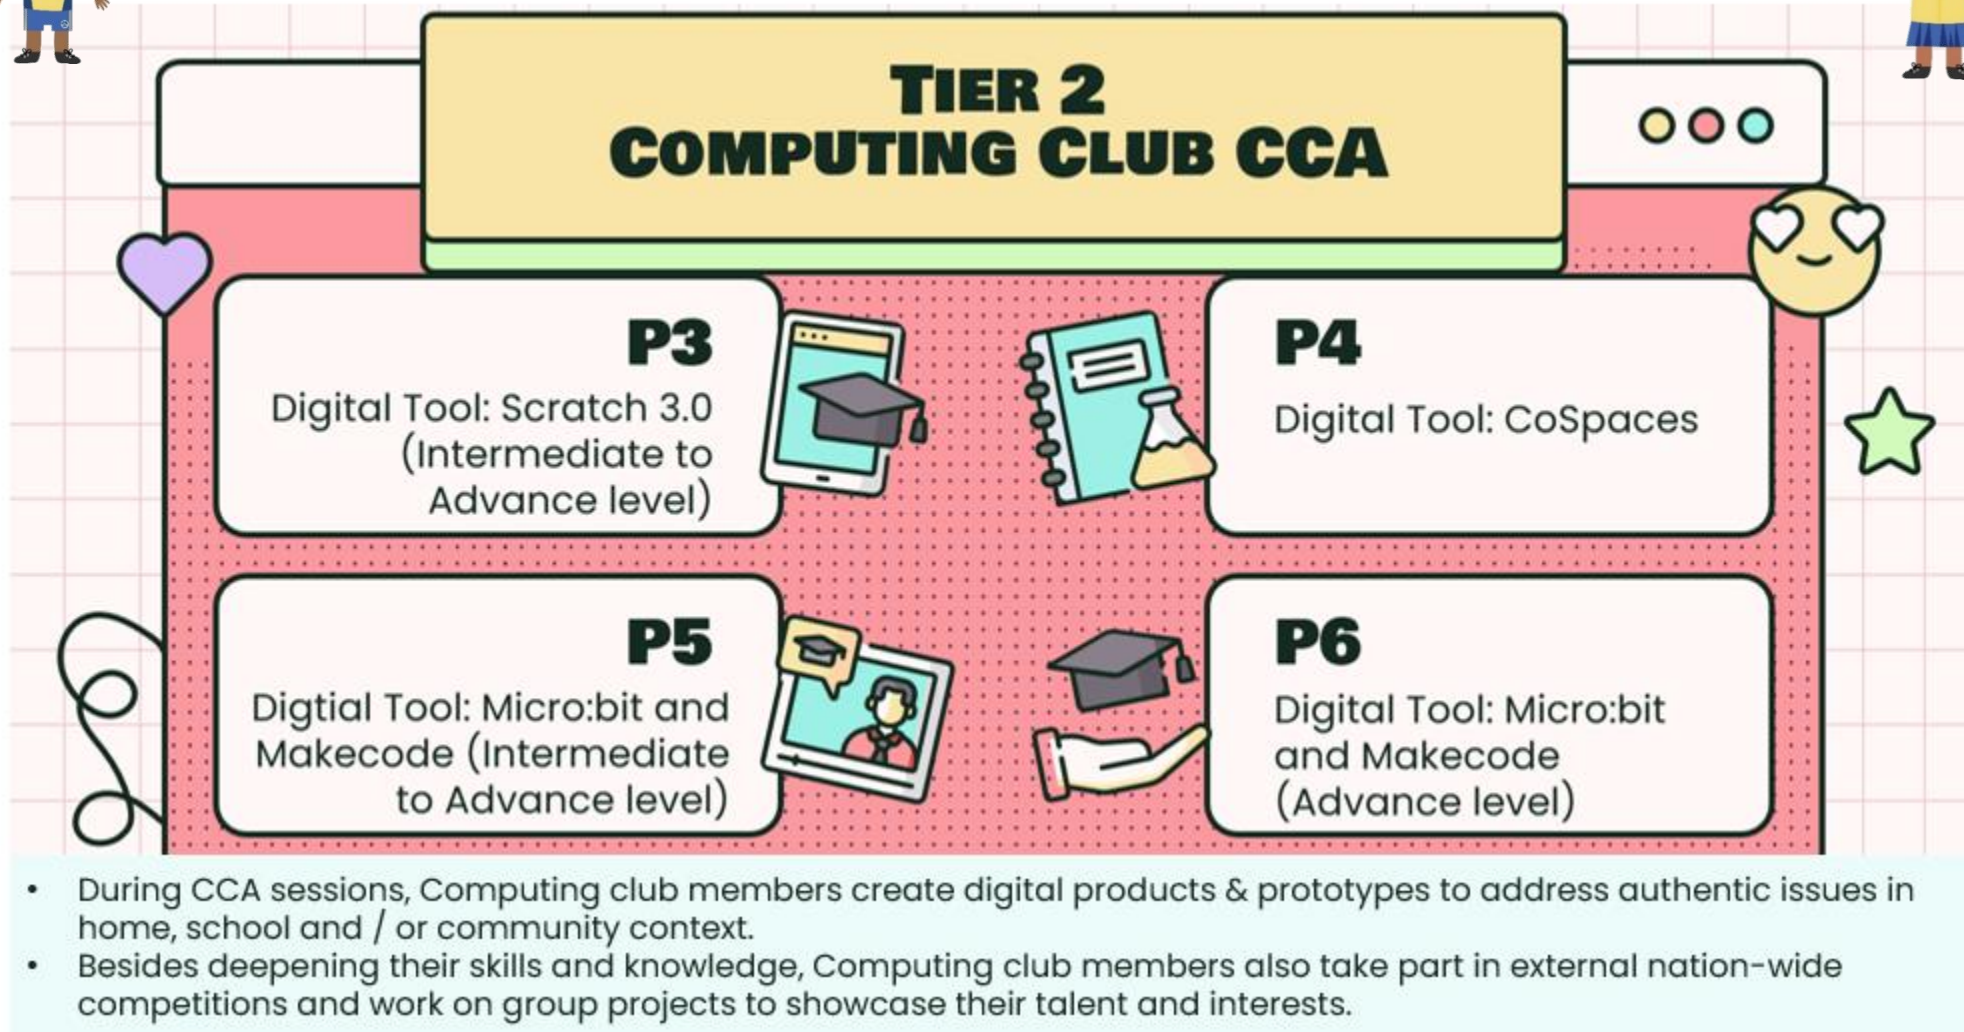 TIER 2
COMPUTING CLUB CCA
P3
Digital Tool: Scratch 3.0
(Intermediate to
Advance level)
P4
Digital Tool: CoSpaces
P5
Digtial Tool: Micro:bit and
Makecode (Intermediate
to Advance level)
P6
Digital Tool: Micro:bit
and Makecode
(Advance level)
• During CCA sessions, Computing club members create digital products & prototypes to address authentic issues in
home, school and / or community context.
• Besides deepening their skills and knowledge, Computing club members also take part in external nation-wide
competitions and work on group projects to showcase their talent and interests.